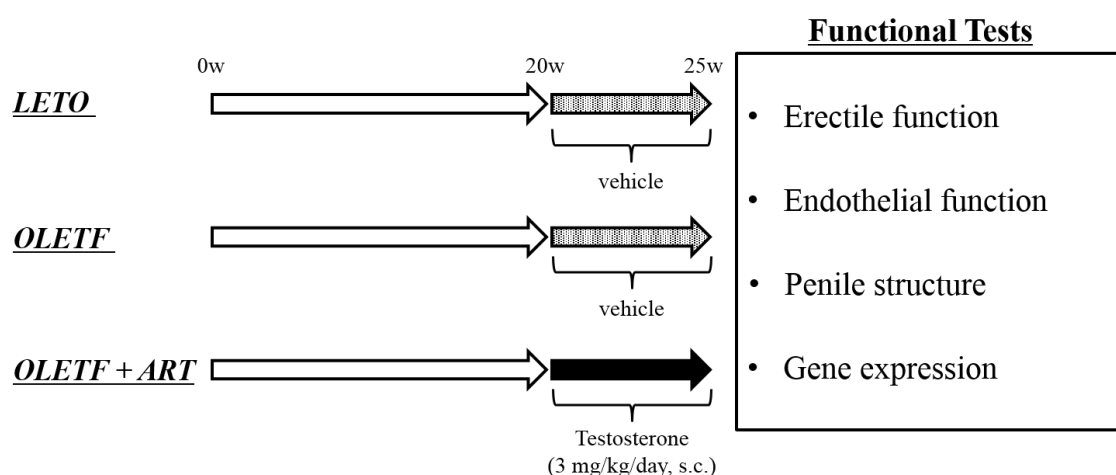 Functional Tests
0w 20w 25w
LETO
vehicle
OLETF
vehicle
OLETF + ART
Testosterone
(3 mg/kg/day, s.c.)
• Erectile function
• Endothelial function
• Penile structure
• Gene expression